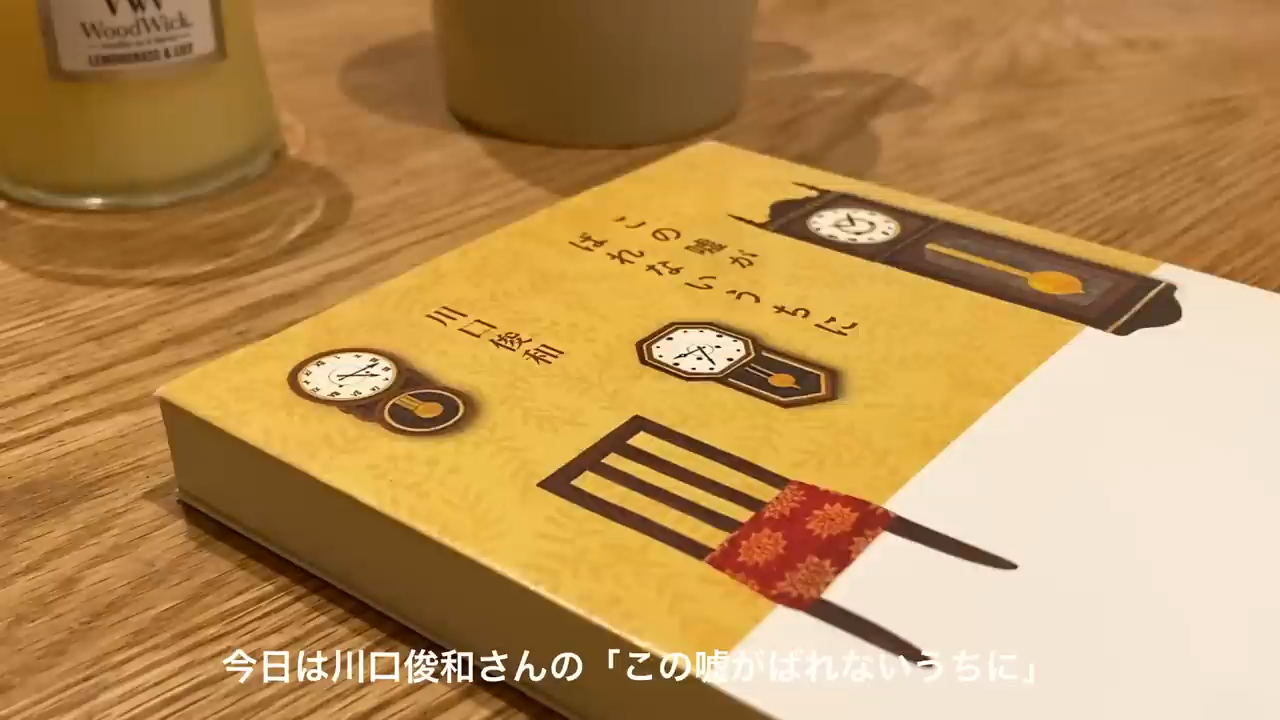 WoodWick
LEMONGRASS & LILY
この嘘が
ばれないうちに
川口俊和
今日は川口俊和さんの「この嘘がばれないうちに」